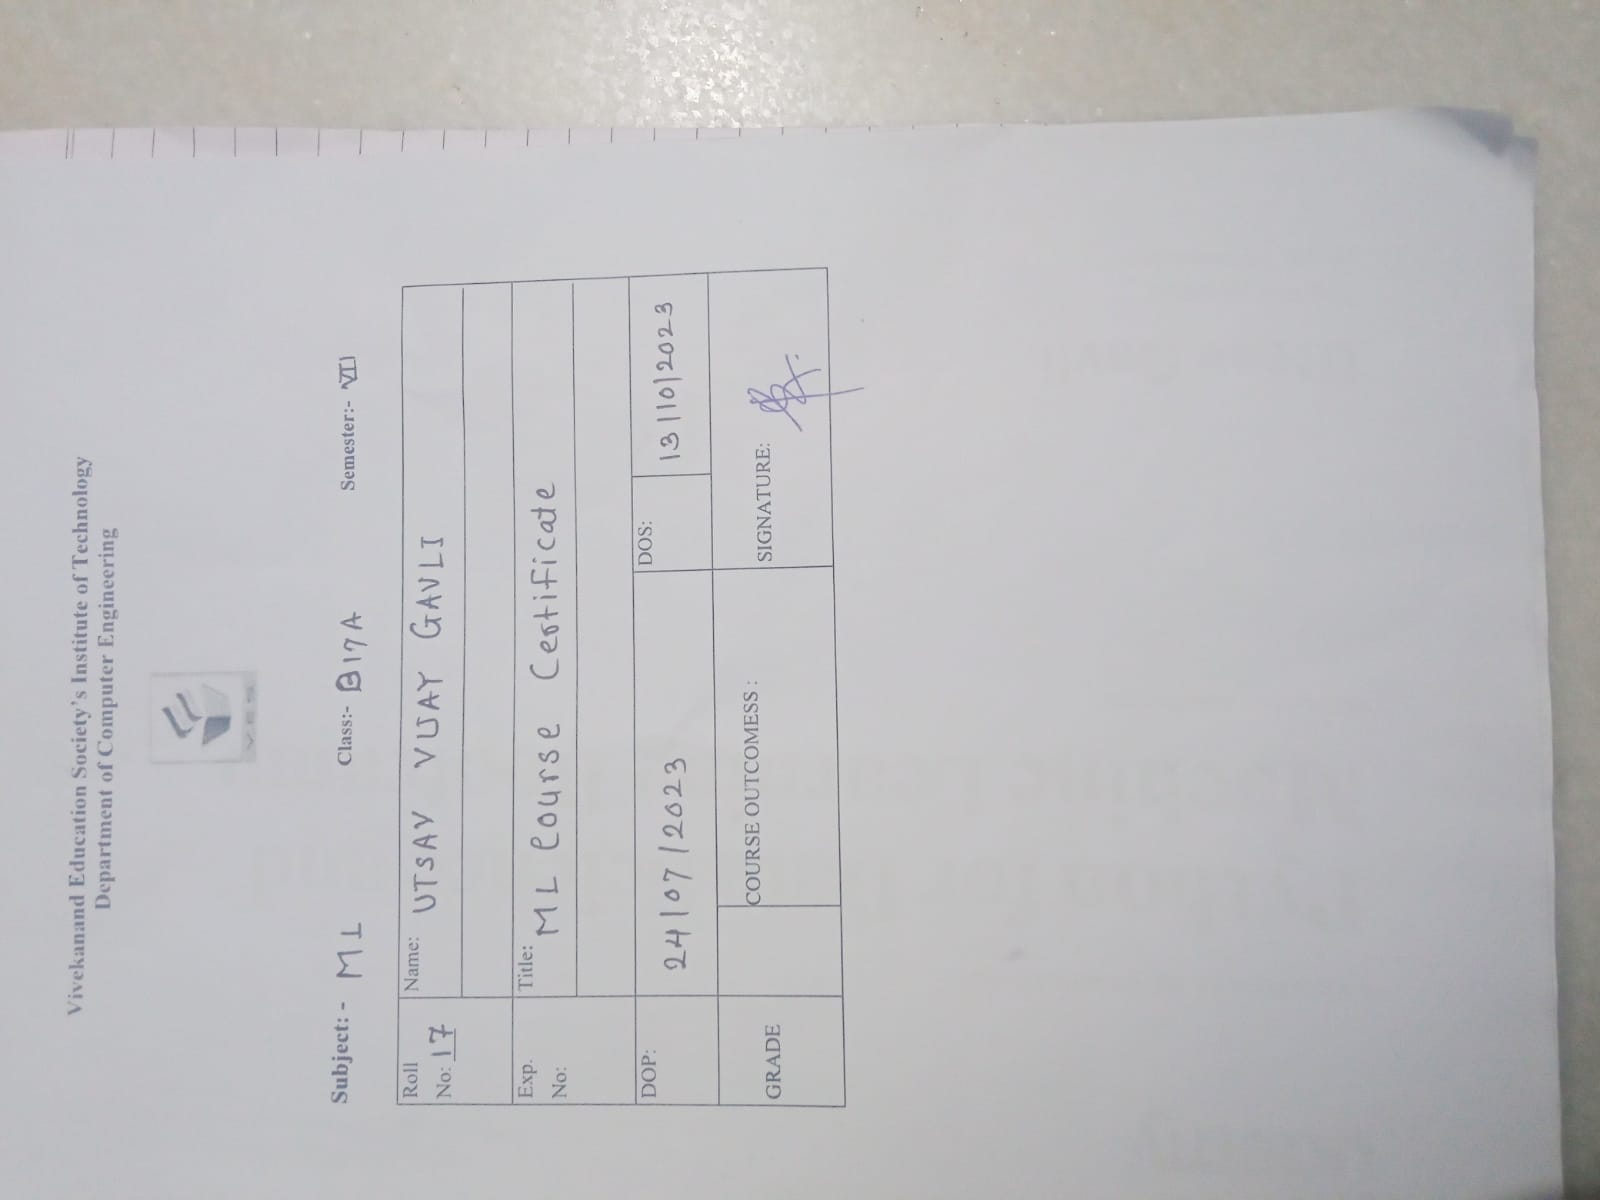 Vivekanand Education Society's Institute of Technology
Department of Computer Engineering
V E S
Subject: - ML Class:- B17A Semester:- VII
Roll No: 17
Name: UTSAV VIJAY GAVLI
Exp. No:
Title: ML Course Certificate
DOP: 24/07/2023 DOS: 13/10/2023
GRADE COURSE OUTCOMESS : SIGNATURE: